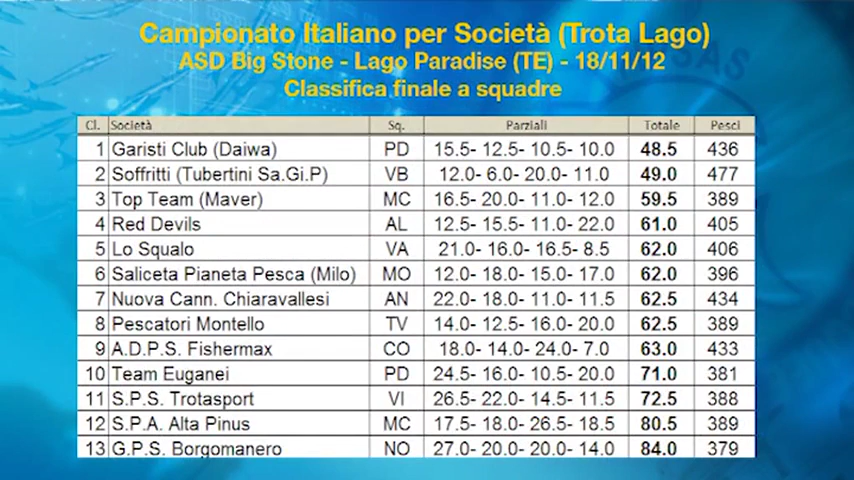 Campionato Italiano per Società (Trota Lago)
ASD Big Stone - Lago Paradise (TE) - 18/11/12
Classifica finale a squadre
Cl. Società Sq. Parziali Totale Pesci
1 Garisti Club (Daiwa) PD 15.5- 12.5- 10.5- 10.0 48.5 436
2 Soffritti (Tubertini Sa.Gi.P) VB 12.0- 6.0- 20.0- 11.0 49.0 477
3 Top Team (Maver) MC 16.5- 20.0- 11.0- 12.0 59.5 389
4 Red Devils AL 12.5- 15.5- 11.0- 22.0 61.0 405
5 Lo Squalo VA 21.0- 16.0- 16.5- 8.5 62.0 406
6 Saliceta Pianeta Pesca (Milo) MO 12.0- 18.0- 15.0- 17.0 62.0 396
7 Nuova Cann. Chiaravallesi AN 22.0- 18.0- 11.0- 11.5 62.5 434
8 Pescatori Montello TV 14.0- 12.5- 16.0- 20.0 62.5 389
9 A.D.P.S. Fishermax CO 18.0- 14.0- 24.0- 7.0 63.0 433
10 Team Euganei PD 24.5- 16.0- 10.5- 20.0 71.0 381
11 S.P.S. Trotasport VI 26.5- 22.0- 14.5- 11.5 72.5 388
12 S.P.A. Alta Pinus MC 17.5- 18.0- 26.5- 18.5 80.5 389
13 G.P.S. Borgomanero NO 27.0- 20.0- 20.0- 14.0 84.0 379